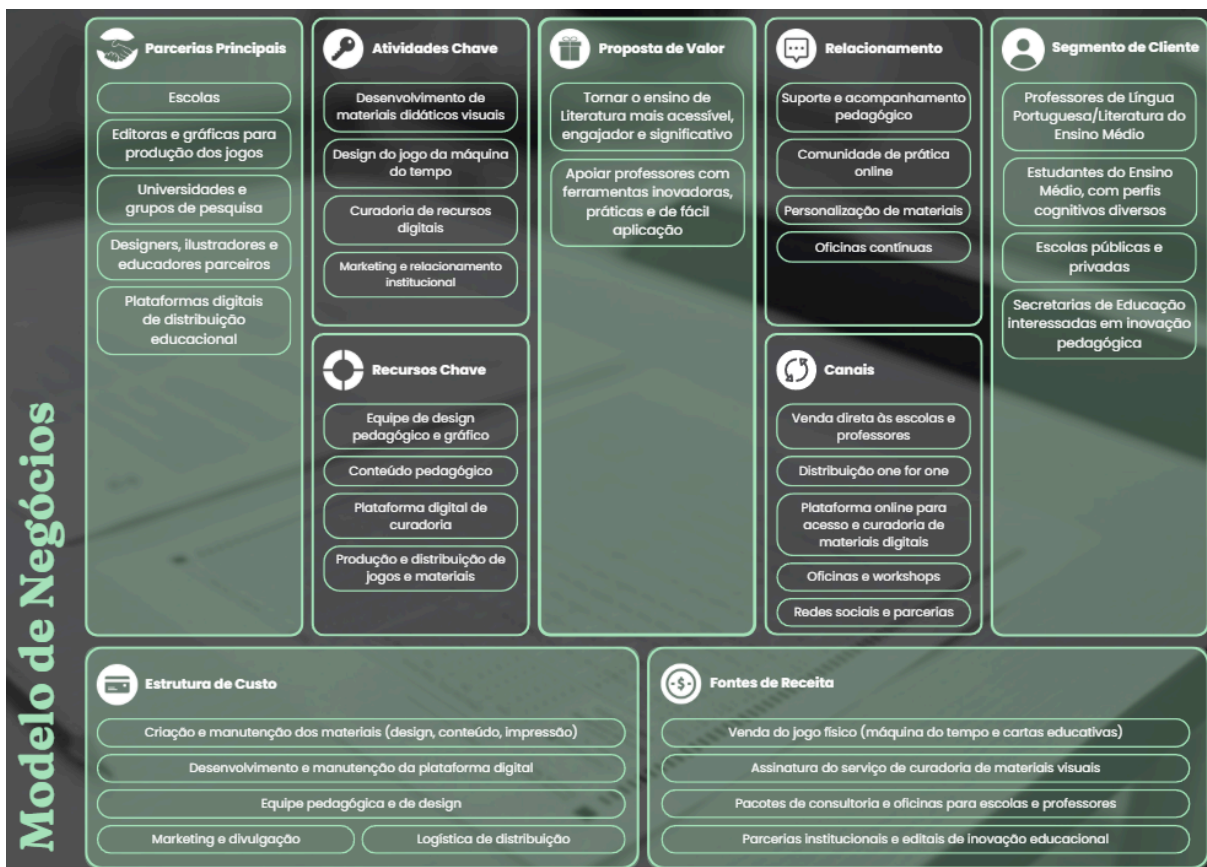 Modelo de Negócios
Parcerias Principais
Escolas
Editoras e gráficas para
produção dos jogos
Universidades e
grupos de pesquisa
Designers, ilustradores e
educadores parceiros
Plataformas digitais
de distribuição
educacional
Atividades Chave
Desenvolvimento de
materiais didáticos visuais
Design do jogo da máquina
do tempo
Curadoria de recursos
digitais
Marketing e relacionamento
institucional
Recursos Chave
Equipe de design
pedagógico e gráfico
Conteúdo pedagógico
Plataforma digital de
curadoria
Produção e distribuição de
jogos e materiais
Proposta de Valor
Tornar o ensino de
Literatura mais acessível,
engajador e significativo
Apoiar professores com
ferramentas inovadoras,
práticas e de fácil
aplicação
Relacionamento
Suporte e acompanhamento
pedagógico
Comunidade de prática
online
Personalização de materiais
Oficinas contínuas
Canais
Venda direta às escolas e
professores
Distribuição one for one
Plataforma online para
acesso e curadoria de
materiais digitais
Oficinas e workshops
Redes sociais e parcerias
Segmento de Cliente
Professores de Língua
Portuguesa/Literatura do
Ensino Médio
Estudantes do Ensino
Médio, com perfis
cognitivos diversos
Escolas públicas e
privadas
Secretarias de Educação
interessadas em inovação
pedagógica
Estrutura de Custo
Criação e manutenção dos materiais (design, conteúdo, impressão)
Desenvolvimento e manutenção da plataforma digital
Equipe pedagógica e de design
Marketing e divulgação
Logística de distribuição
Fontes de Receita
Venda do jogo físico (máquina do tempo e cartas educativas)
Assinatura do serviço de curadoria de materiais visuais
Pacotes de consultoria e oficinas para escolas e professores
Parcerias institucionais e editais de inovação educacional